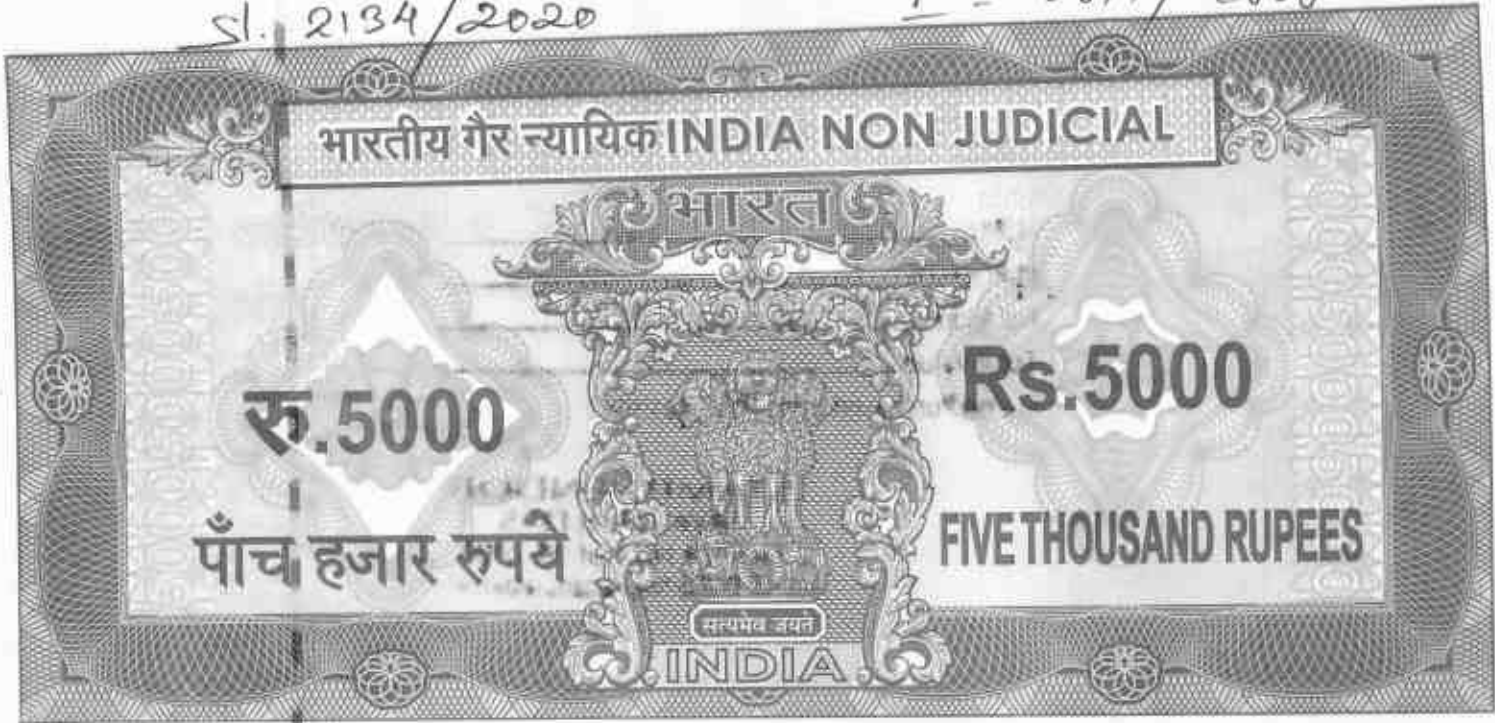 Sl. 2134/2020
भारतीय गैर न्यायिक INDIA NON JUDICIAL
भारत
रु.5000
Rs.5000
पाँच हजार रुपये
FIVE THOUSAND RUPEES
सत्यमेव जयते
INDIA